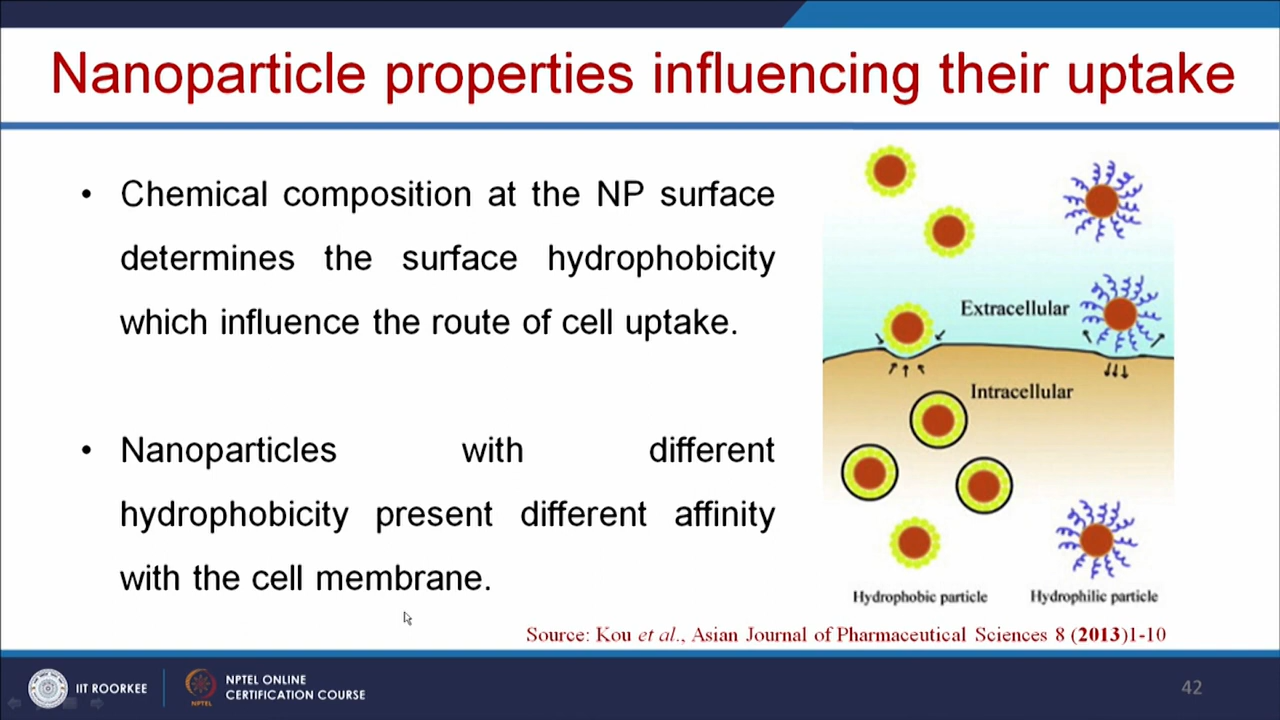 Nanoparticle properties influencing their uptake
• Chemical composition at the NP surface
determines the surface hydrophobicity
which influence the route of cell uptake.
• Nanoparticles with different
hydrophobicity present different affinity
with the cell membrane.
Extracellular
Intracellular
Hydrophobic particle
Hydrophilic particle
Source: Kou et al., Asian Journal of Pharmaceutical Sciences 8 (2013)1-10
IIT ROORKEE
NPTEL
NPTEL ONLINE
CERTIFICATION COURSE
42